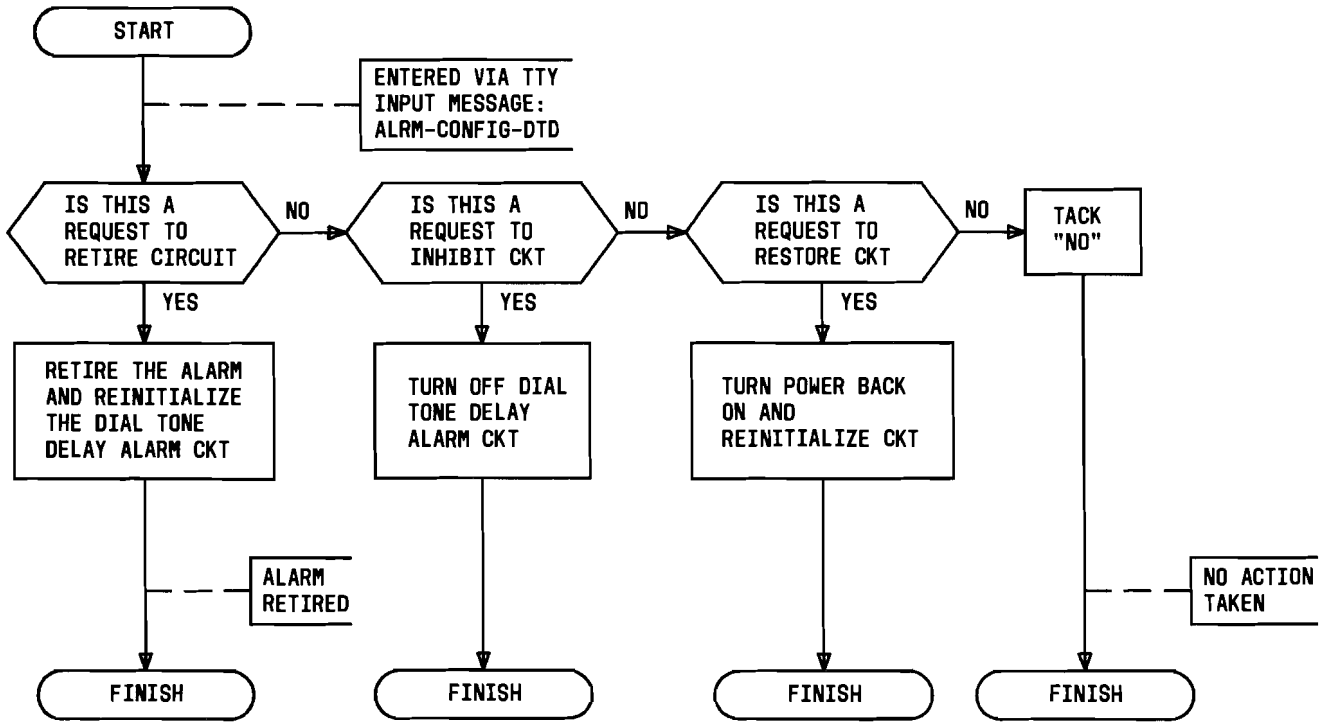 START
ENTERED VIA TTY
INPUT MESSAGE:
ALRM-CONFIG-DTD
IS THIS A
REQUEST TO
RETIRE CIRCUIT
NO
IS THIS A
REQUEST TO
INHIBIT CKT
NO
IS THIS A
REQUEST TO
RESTORE CKT
NO
TACK
"NO"
YES
YES
YES
RETIRE THE ALARM
AND REINITIALIZE
THE DIAL TONE
DELAY ALARM CKT
TURN OFF DIAL
TONE DELAY
ALARM CKT
TURN POWER BACK
ON AND
REINITIALIZE CKT
ALARM
RETIRED
NO ACTION
TAKEN
FINISH
FINISH
FINISH
FINISH